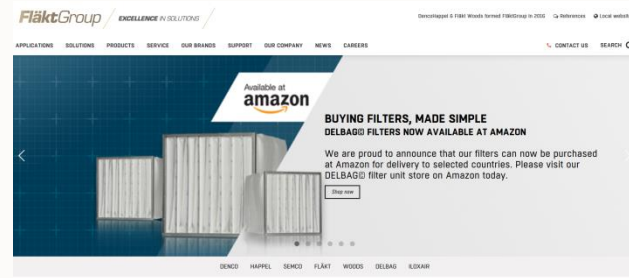 FläktGroup EXCELLENCE IN SOLUTIONS
DencoHappel & Fläkt Woods formed FläktGroup in 2016 References Local website
APPLICATIONS SOLUTIONS PRODUCTS SERVICE OUR BRANDS SUPPORT OUR COMPANY NEWS CAREERS CONTACT US SEARCH
Available at
amazon
BUYING FILTERS, MADE SIMPLE
DELBAG© FILTERS NOW AVAILABLE AT AMAZON
We are proud to announce that our filters can now be purchased
at Amazon for delivery to selected countries. Please visit our
DELBAG© filter unit store on Amazon today.
Shop now
DENCO HAPPEL SEMCO FLÄKT WOODS DELBAG ILOXAIR